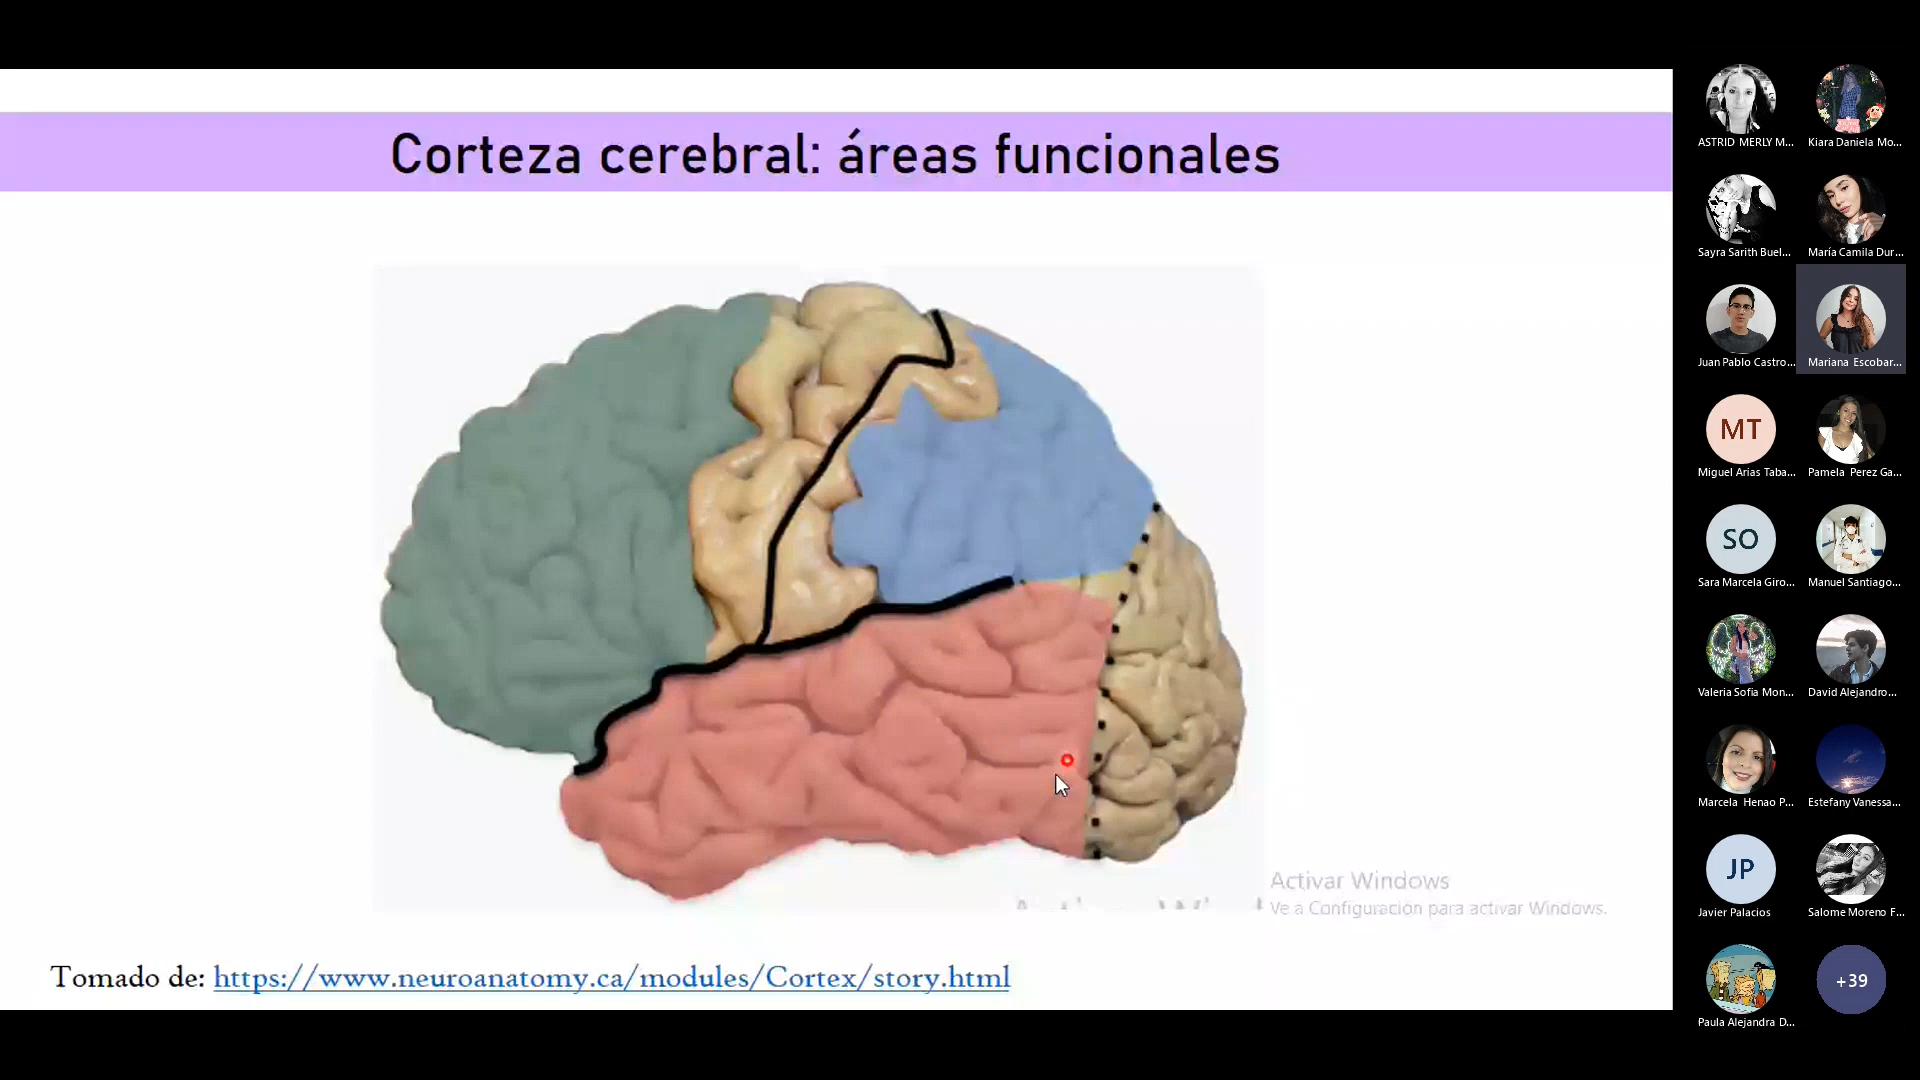 Corteza cerebral: áreas funcionales
Activar Windows
Ve a Configuración para activar Windows.
Tomado de: https://www.neuroanatomy.ca/modules/Cortex/story.html
ASTRID MERLY M...
Kiara Daniela Mo...
Sayra Sarith Buel...
María Camila Dur...
Juan Pablo Castro...
Mariana Escobar...
MT
Miguel Arias Taba...
Pamela Perez Ga...
SO
Sara Marcela Giro...
Manuel Santiago...
Valeria Sofia Mon...
David Alejandro...
Marcela Henao P...
Estefany Vanessa...
JP
Javier Palacios
Salome Moreno F...
Paula Alejandra D...
+39